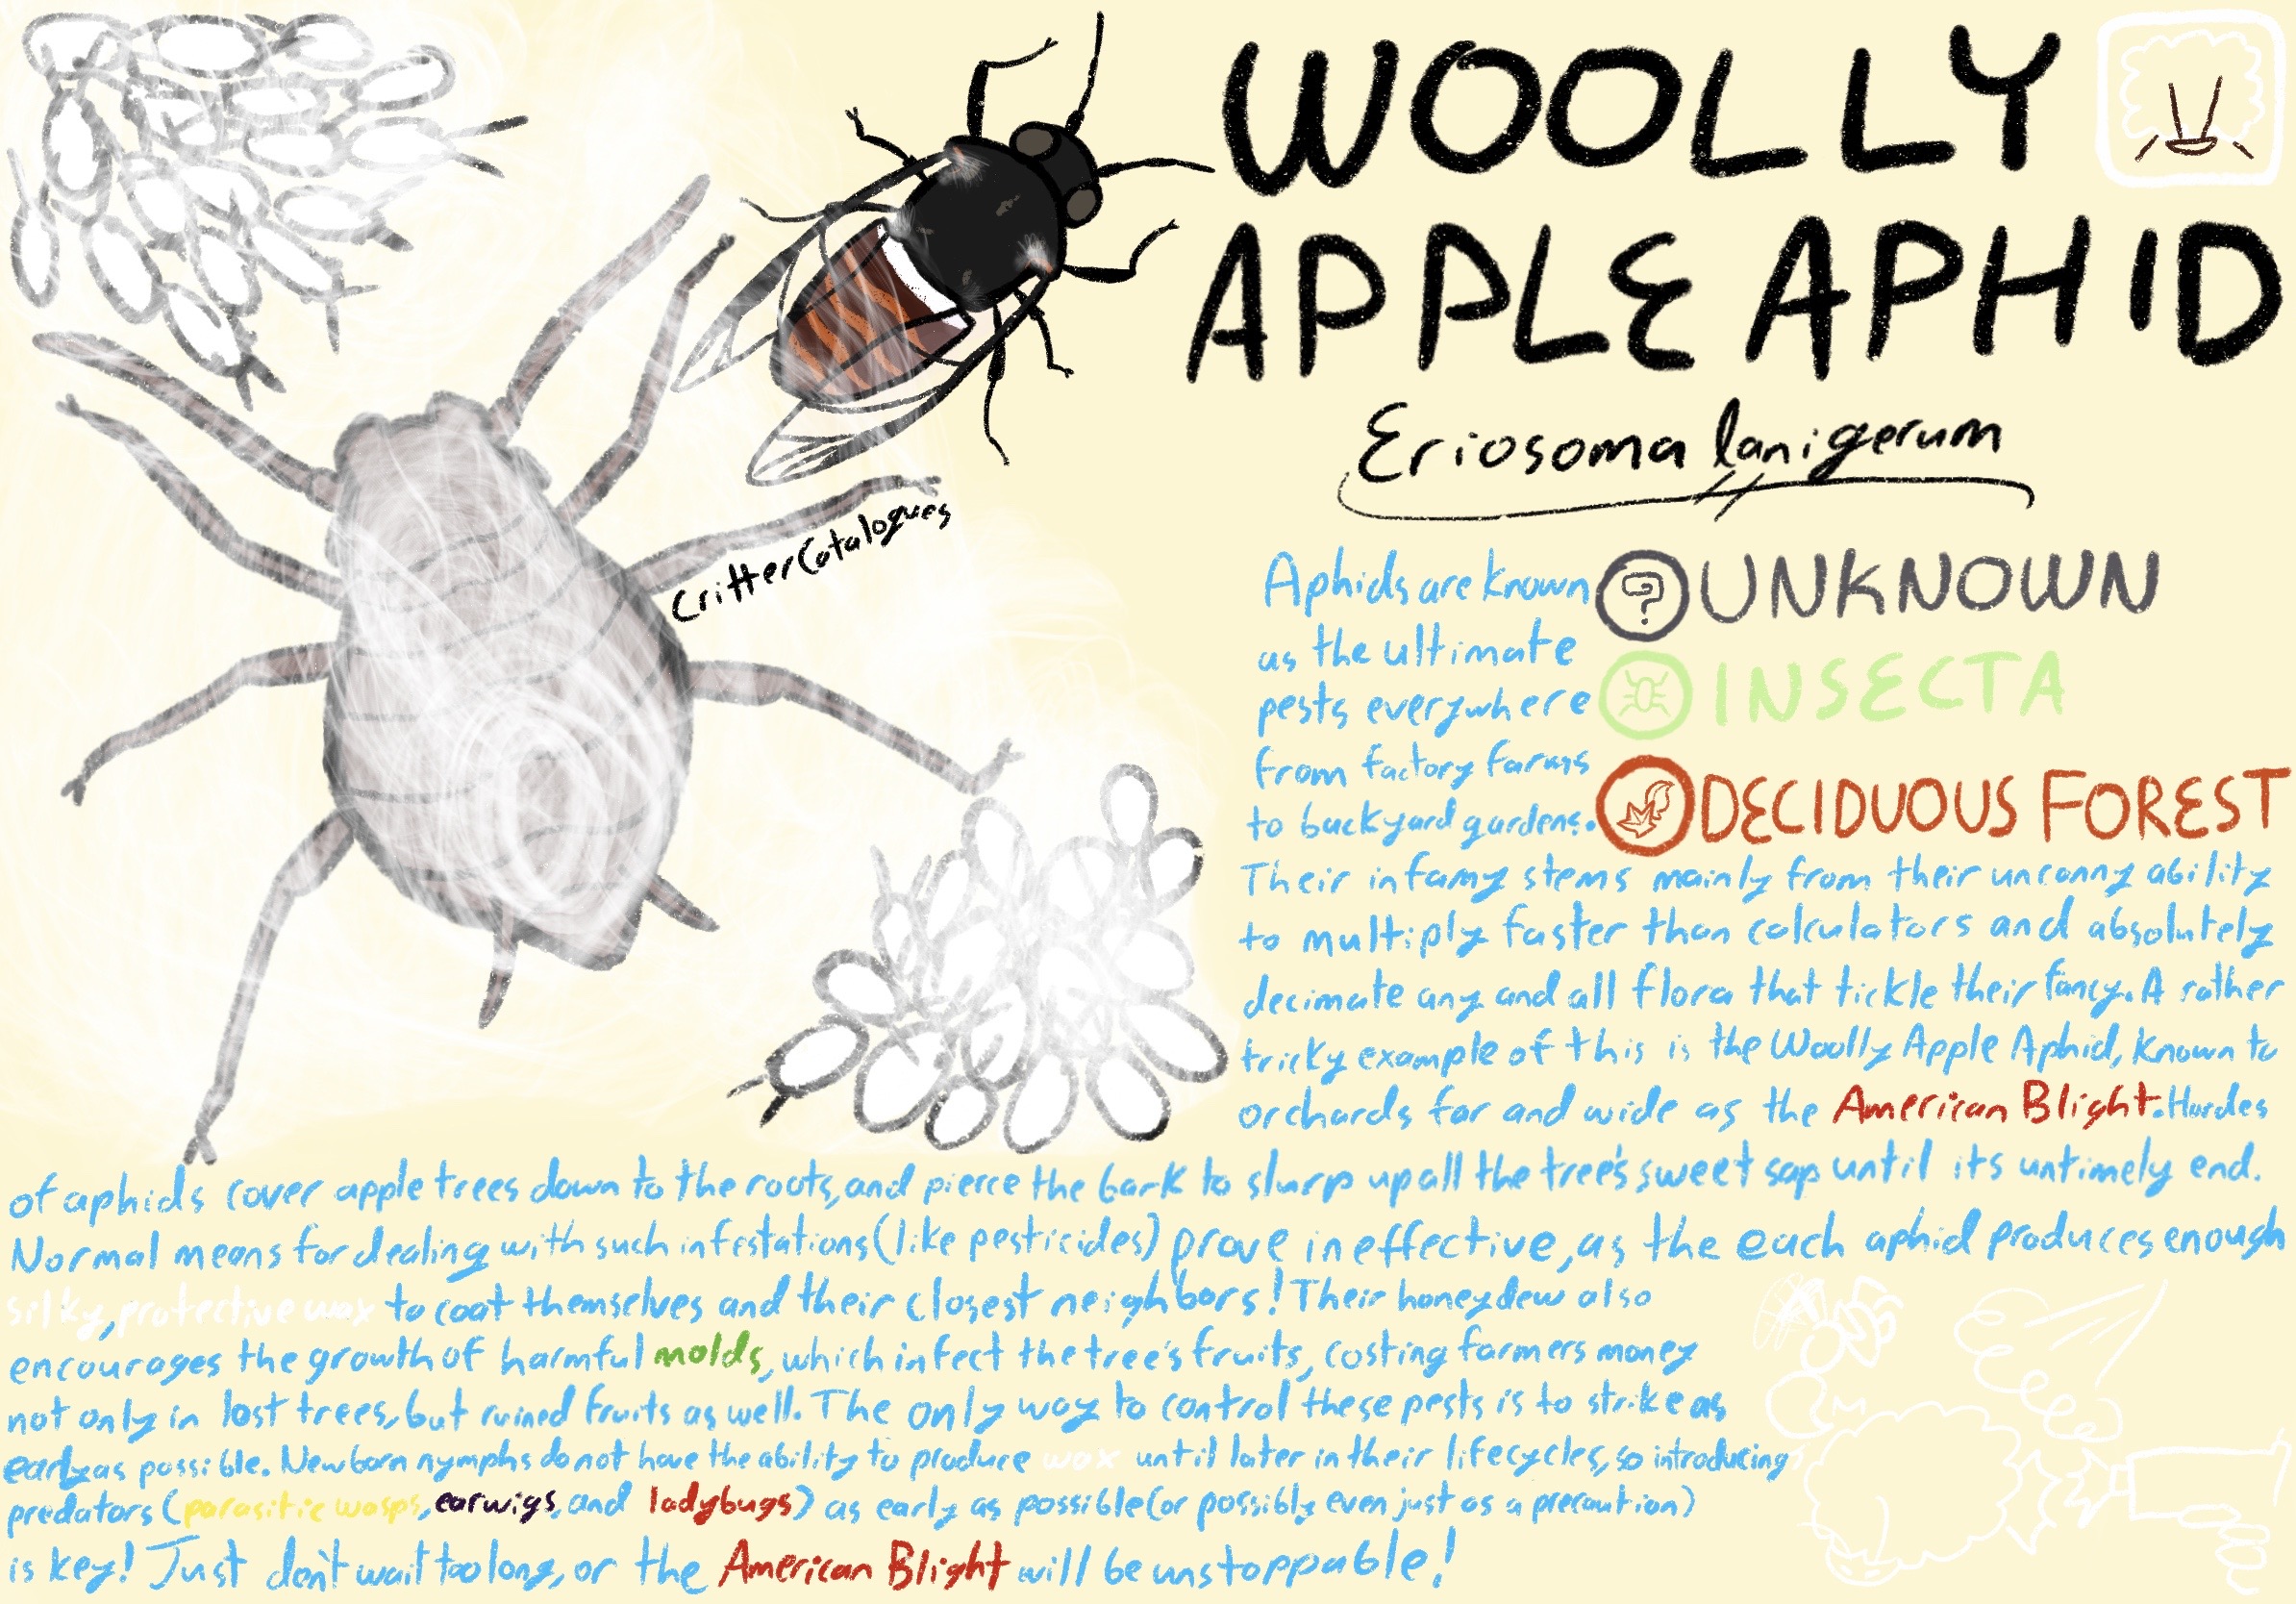 WOOLLY
APPLE APHID
Eriosoma lanigerum
CritterCatalogues
? UNKNOWN
INSECTA
DECIDUOUS FOREST
Aphids are known
as the ultimate
pests everywhere
from factory farms
to backyard gardens.
Their infamy stems mainly from their uncanny ability
to multiply faster than calculators and absolutely
decimate any and all flora that tickle their fancy. A rather
tricky example of this is the Woolly Apple Aphid, known to
orchards far and wide as the American Blight. Hordes
of aphids cover apple trees down to the roots, and pierce the bark to slurp up all the tree's sweet sap until its untimely end.
Normal means for dealing with such infestations (like pesticides) prove ineffective, as the each aphid produces enough
silky, protective wax to coat themselves and their closest neighbors! Their honeydew also
encourages the growth of harmful molds, which infect the tree's fruits, costing farmers money
not only in lost trees, but ruined fruits as well. The only way to control these pests is to strike as
early as possible. Newborn nymphs do not have the ability to produce wax until later in their lifecycles, so introducing
predators (parasitic wasps, earwigs, and ladybugs) as early as possible (or possibly even just as a precaution)
is key! Just don't wait too long, or the American Blight will be unstoppable!